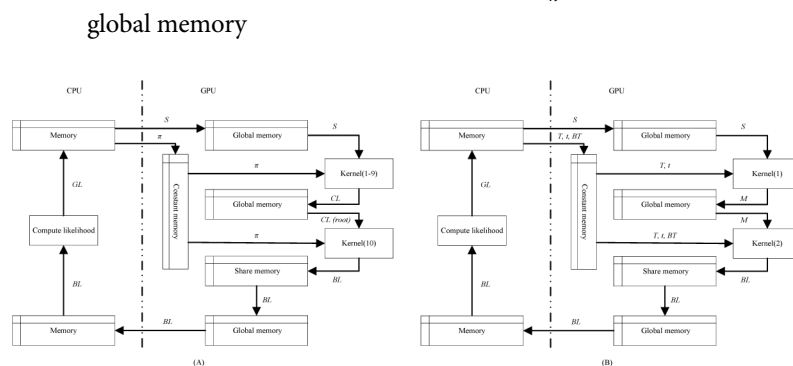 global memory
CPU
GPU
S
Memory
Global memory
S
π
Constant memory
π
Kernel(1-9)
GL
CL
Global memory
CL (root)
Compute likelihood
π
Kernel(10)
Share memory
BL
BL
BL
BL
Memory
Global memory
(A)
CPU
GPU
S
Memory
Global memory
S
T, t, BT
Constant memory
T, t
Kernel(1)
GL
M
Global memory
M
Compute likelihood
T, t, BT
Kernel(2)
Share memory
BL
BL
BL
BL
Memory
Global memory
(B)